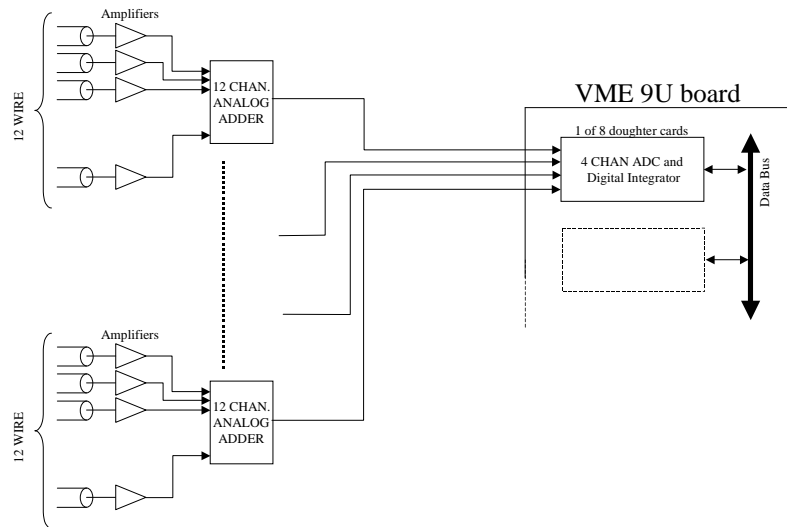 Amplifiers
12 WIRE
12 CHAN.
ANALOG
ADDER
VME 9U board
1 of 8 doughter cards
4 CHAN ADC and
Digital Integrator
Data Bus
Amplifiers
12 WIRE
12 CHAN.
ANALOG
ADDER